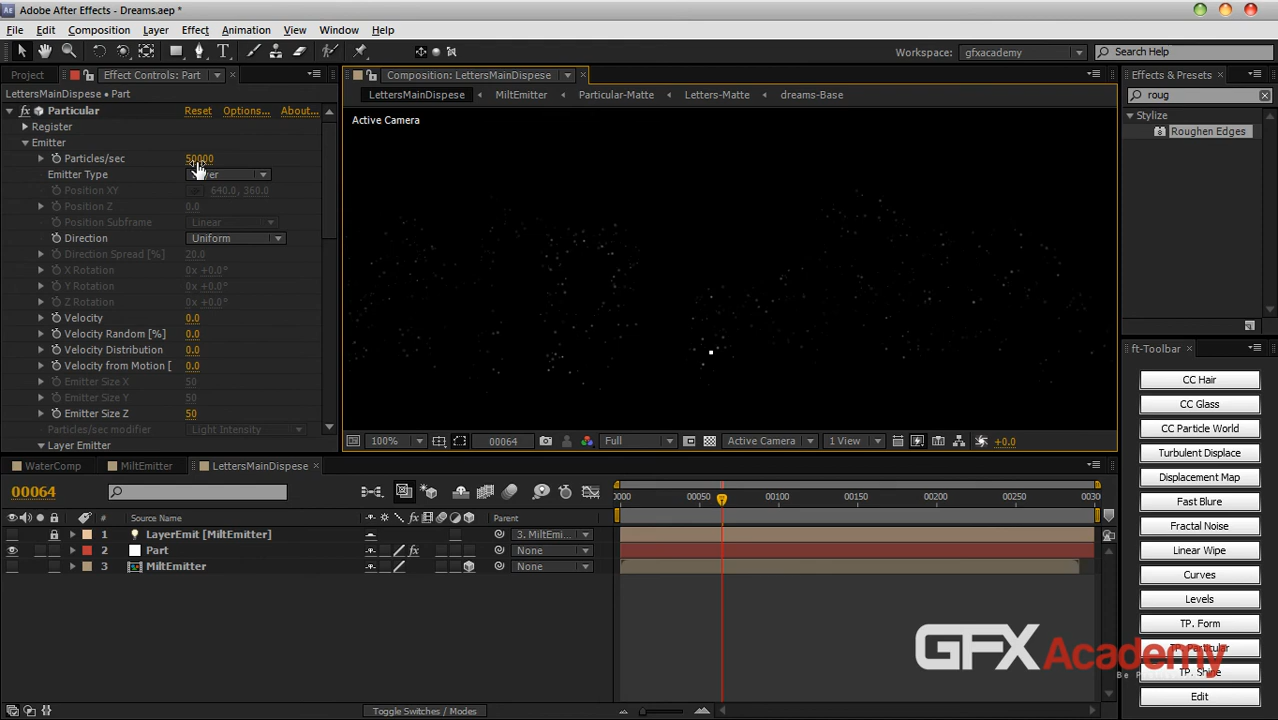 Adobe After Effects - Dreams.aep *
File Edit Composition Layer Effect Animation View Window Help
Workspace: gfxacademy Search Help
Project Effect Controls: Part
LettersMainDispese • Part
Particular Reset Options... About...
Register
Emitter
Particles/sec 50000
Emitter Type
Position XY 640.0, 360.0
Position Z 0.0
Position Subframe Linear
Direction Uniform
Direction Spread [%] 20.0
X Rotation 0x +0.0°
Y Rotation 0x +0.0°
Z Rotation 0x +0.0°
Velocity 0.0
Velocity Random [%] 0.0
Velocity Distribution 0.0
Velocity from Motion [ 0.0
Emitter Size X 50
Emitter Size Y 50
Emitter Size Z 50
Particles/sec modifier Light Intensity
Layer Emitter
Composition: LettersMainDispese
LettersMainDispese MiltEmitter Particular-Matte Letters-Matte dreams-Base
Active Camera
100% 00064 Full Active Camera 1 View +0.0
Effects & Presets
roug
Stylize
Roughen Edges
ft-Toolbar
CC Hair
CC Glass
CC Particle World
Turbulent Displace
Displacement Map
Fast Blure
Fractal Noise
Linear Wipe
Curves
Levels
TP. Form
TP. Particular
TP. Shine
Edit
WaterComp MiltEmitter LettersMainDispese
00064
0000 00050 00100 00150 00200 00250 0030
# Source Name Parent
1 LayerEmit [MiltEmitter] 3. MiltEmi...
2 Part None
3 MiltEmitter None
Toggle Switches / Modes
GFX Academy